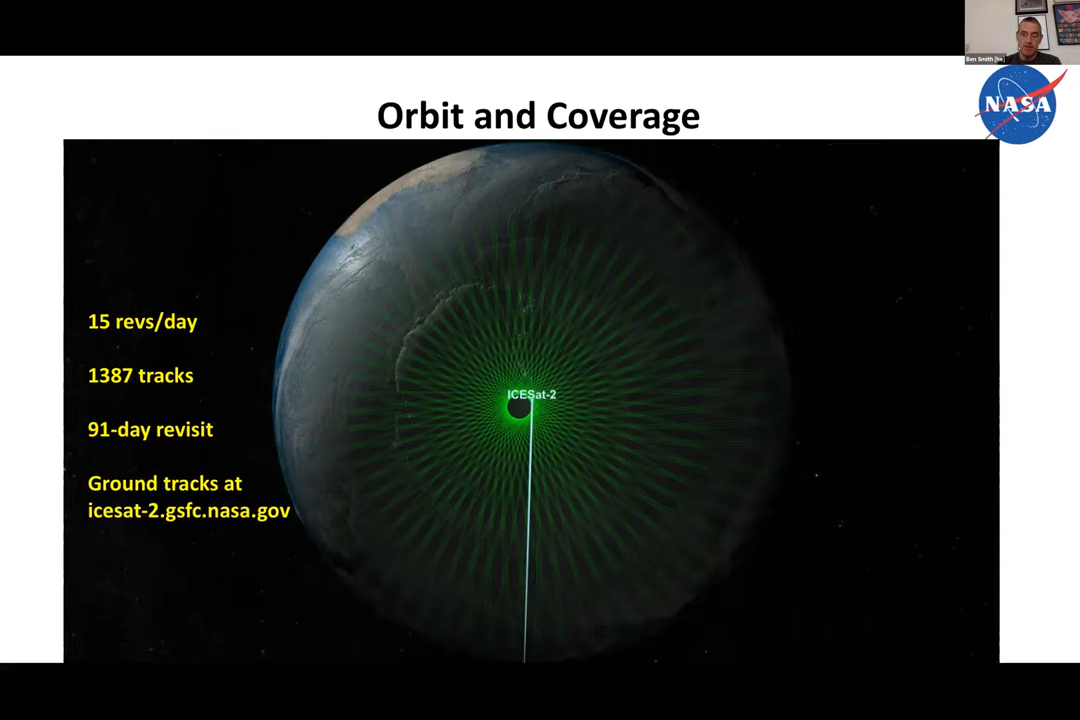 Ben Smith (he)
NASA
Orbit and Coverage
15 revs/day
1387 tracks
91-day revisit
Ground tracks at
icesat-2.gsfc.nasa.gov
ICESat-2